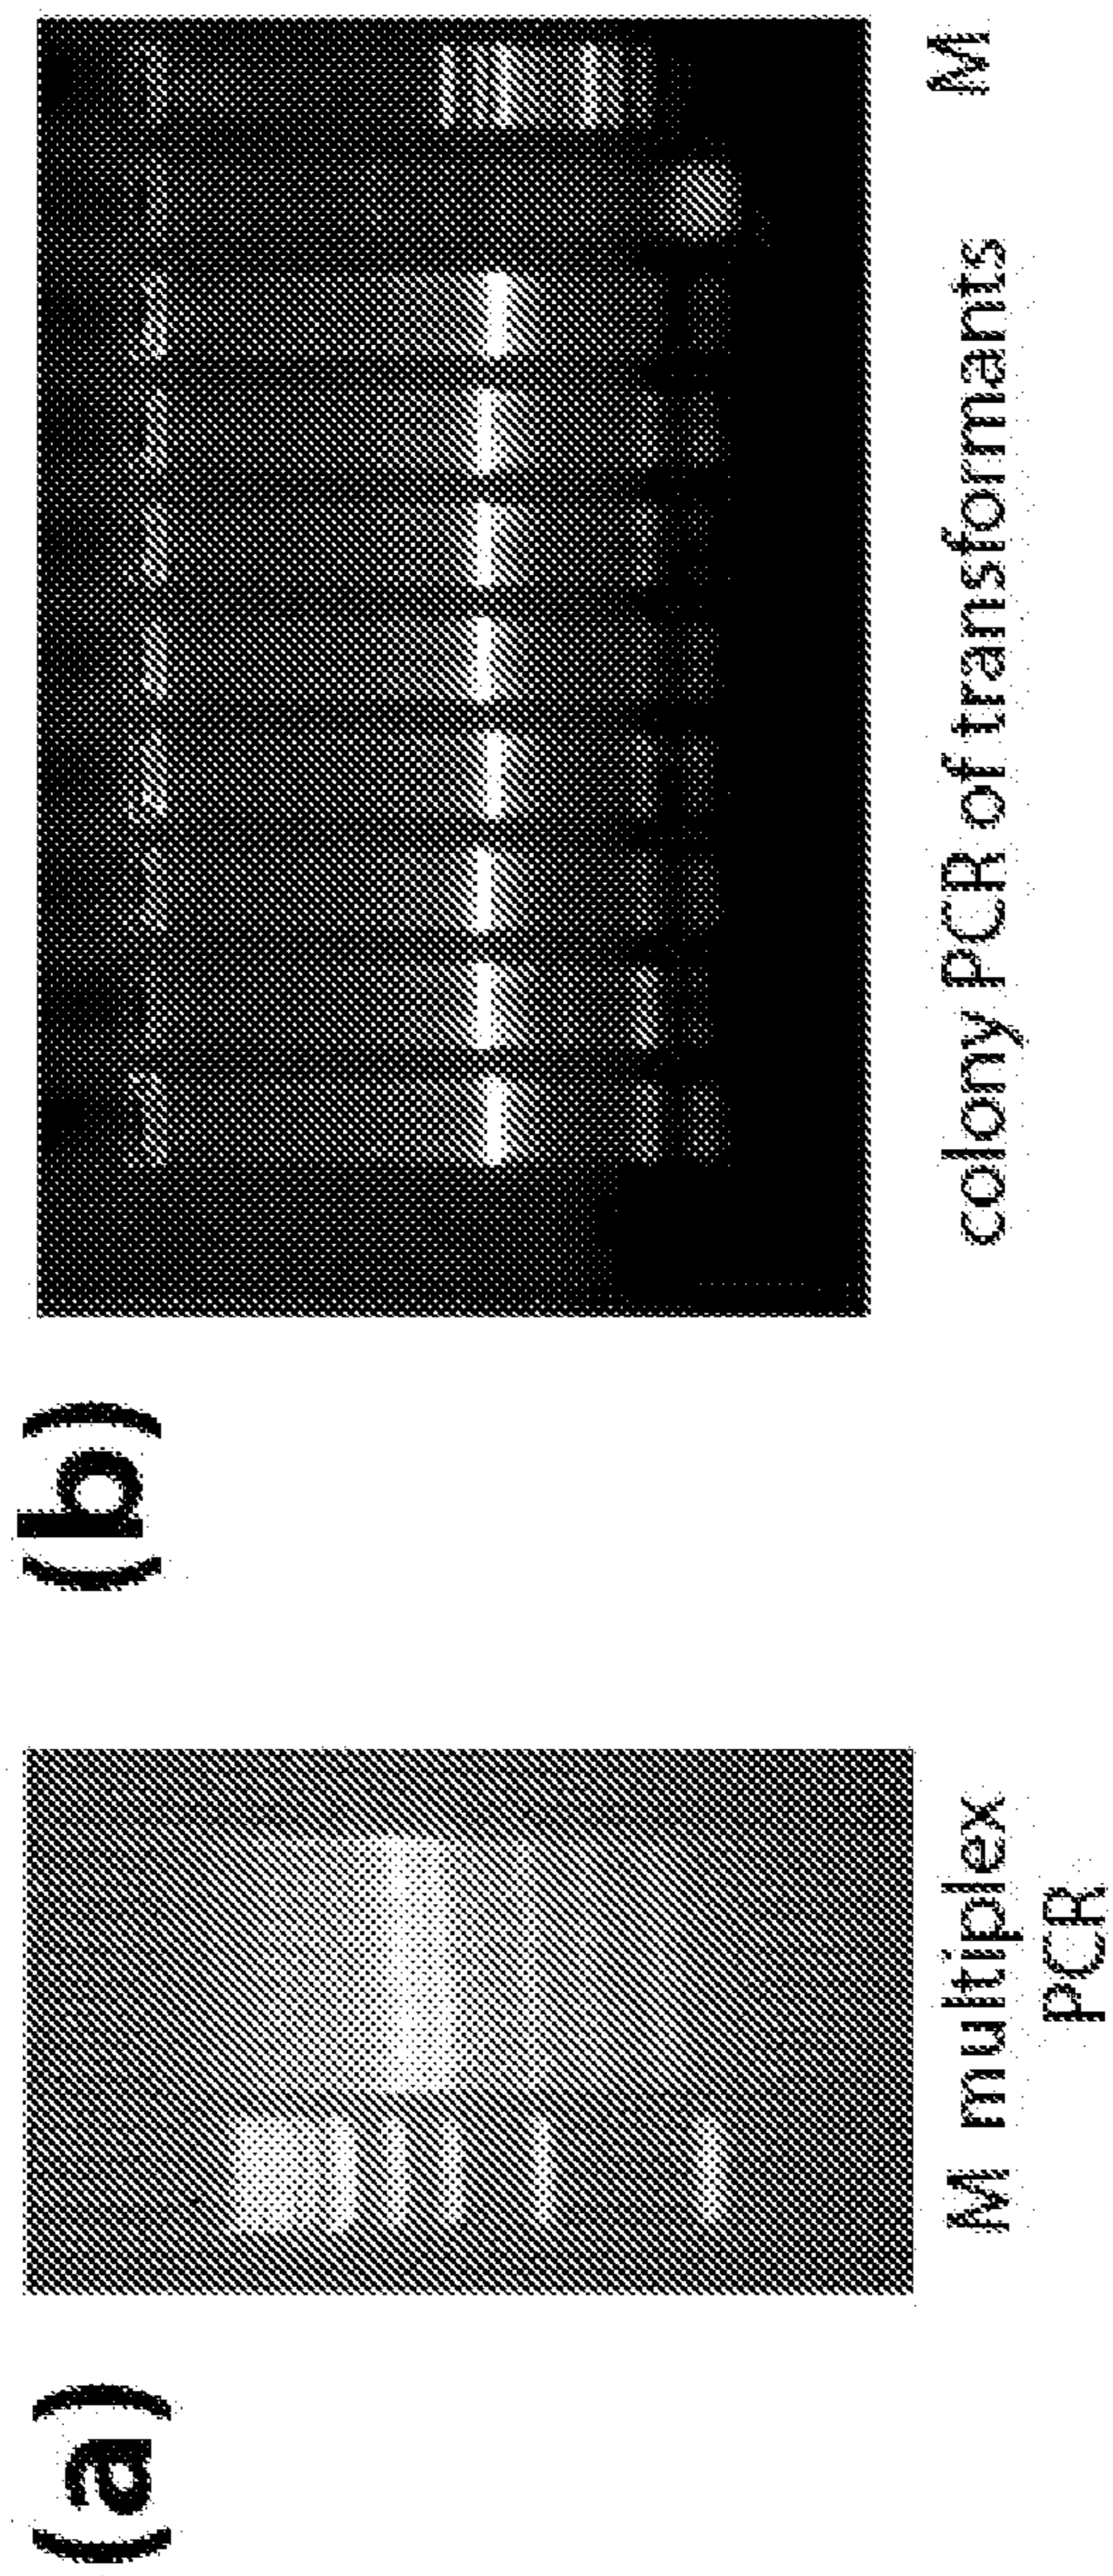 (a)
M multiplex
PCR
(b)
colony PCR of transformants M